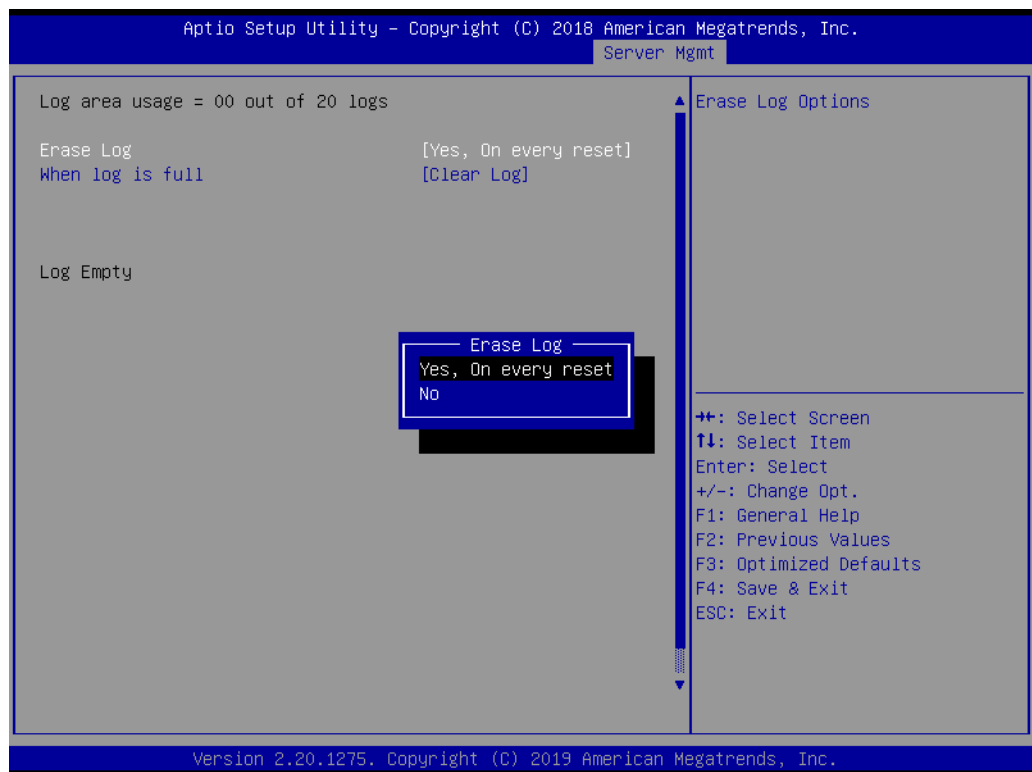 Aptio Setup Utility – Copyright (C) 2018 American Megatrends, Inc.
Server Mgmt
Log area usage = 00 out of 20 logs
Erase Log [Yes, On every reset]
When log is full [Clear Log]
Log Empty
Erase Log
Yes, On every reset
No
Erase Log Options
→←: Select Screen
↑↓: Select Item
Enter: Select
+/-: Change Opt.
F1: General Help
F2: Previous Values
F3: Optimized Defaults
F4: Save & Exit
ESC: Exit
Version 2.20.1275. Copyright (C) 2019 American Megatrends, Inc.